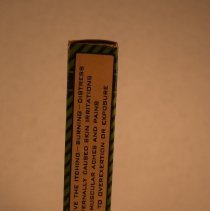 VE THE ITCHING—BURNING—DISTRESS
ERNALLY CAUSED SKIN IRRITATIONS
MUSCULAR ACHES AND PAINS
TO OVEREXERTION OR EXPOSURE